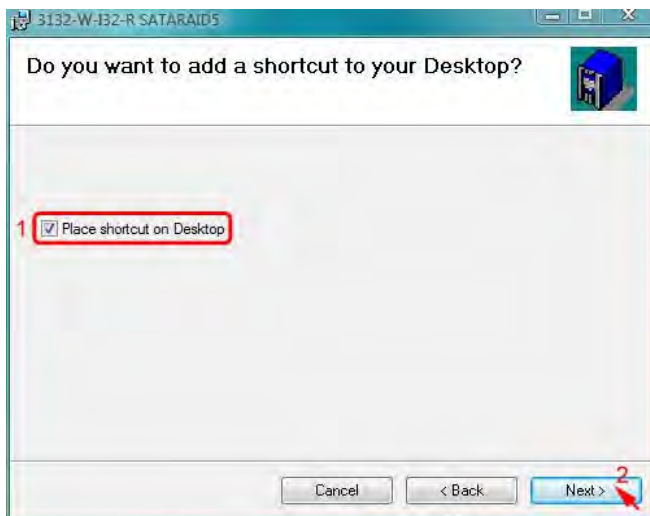 3132-W-I32-R SATARAID5
Do you want to add a shortcut to your Desktop?
1 Place shortcut on Desktop
2
Cancel < Back Next >